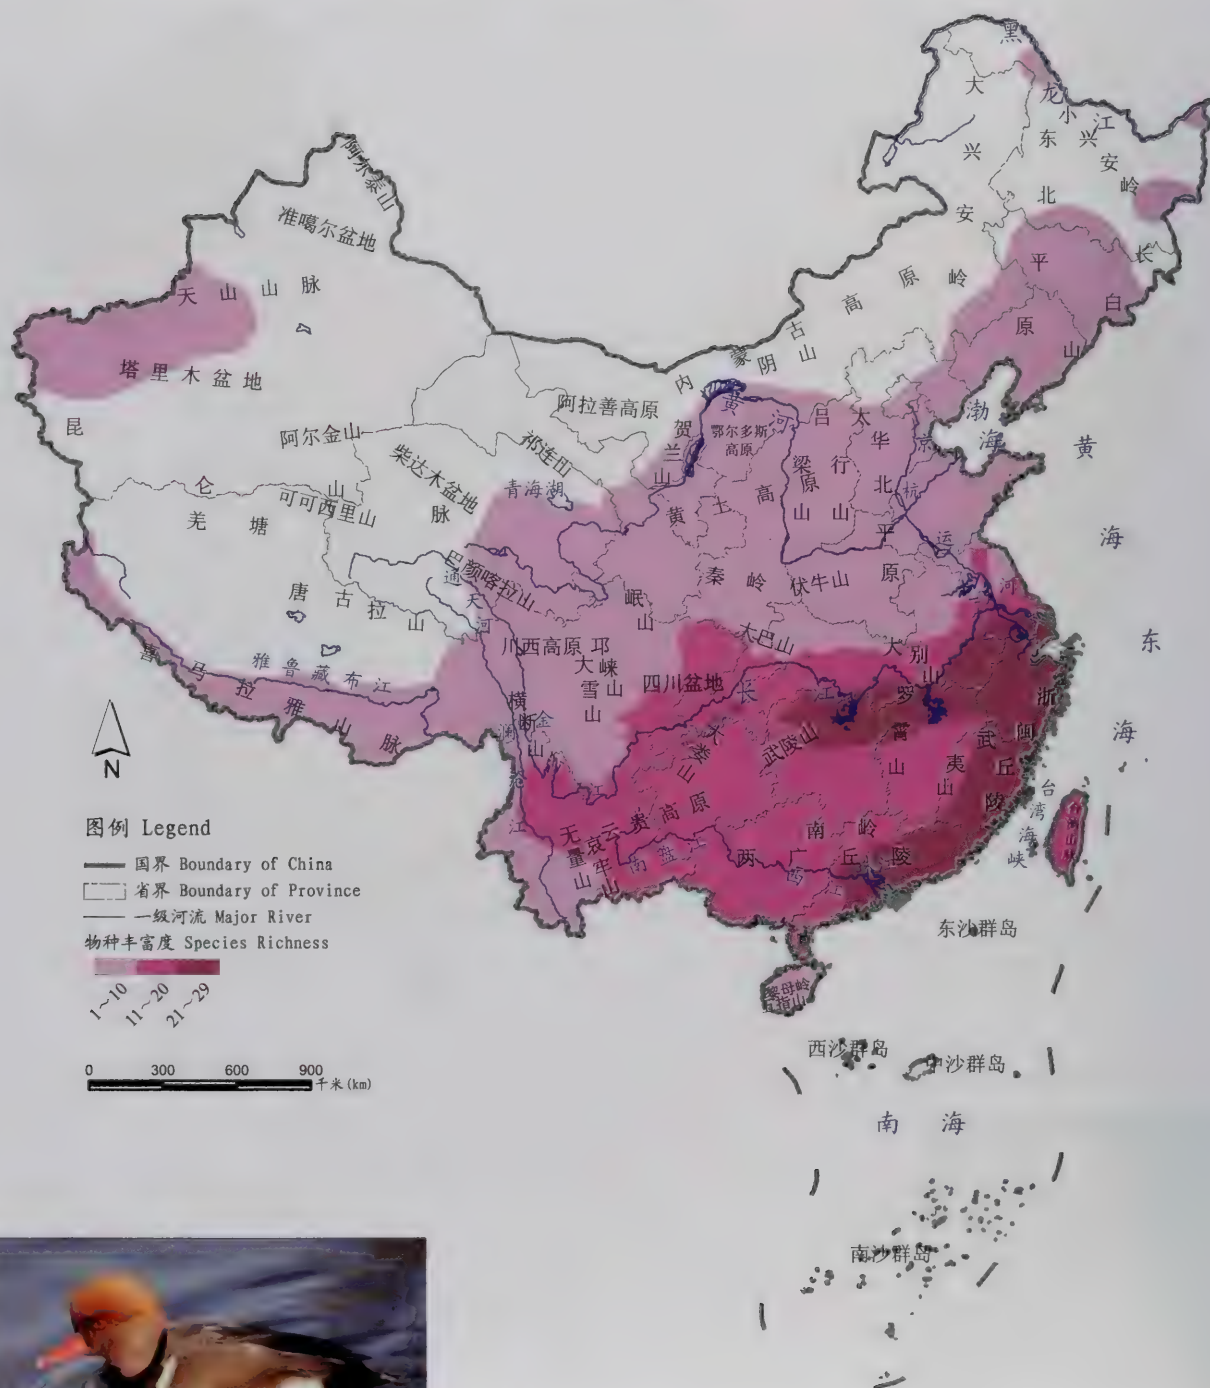 黑
龙
江
大
兴
安
岭
小
兴
安
岭
东
北
平
原
长
白
山
阿尔泰山
准噶尔盆地
天山山脉
塔里木盆地
昆
仑
山
脉
阿尔金山
柴达木盆地
祁连山
青海湖
阿拉善高原
内
蒙
古
高
原
阴
山
贺
兰
山
黄
河
鄂尔多斯
高原
吕
梁
山
太
行
山
华
北
平
原
京
杭
运
河
渤
海
黄
海
东
海
黄
土
高
原
羌塘
可可西里山
巴颜喀拉山
通
天
河
唐古拉山
秦岭
伏牛山
岷
山
川西高原
邛
崃
山
大
雪
山
大巴山
大
别
山
四川盆地
长江
喜马拉雅山脉
雅鲁藏布江
横
断
山
金
澜
沧
江
江
大
娄
山
武陵山
罗
霄
山
武
夷
山
浙
闽
丘
陵
台
湾
海
峡
台湾山脉
无
量
山
哀
牢
山
云贵高原
南盘江
南岭
两广丘陵
西江
东沙群岛
黎母岭
五指山
西沙群岛
中沙群岛
南海
南沙群岛
N
图例 Legend
国界 Boundary of China
省界 Boundary of Province
一级河流 Major River
物种丰富度 Species Richness
1～10 11～20 21～29
0 300 600 900
千米(km)